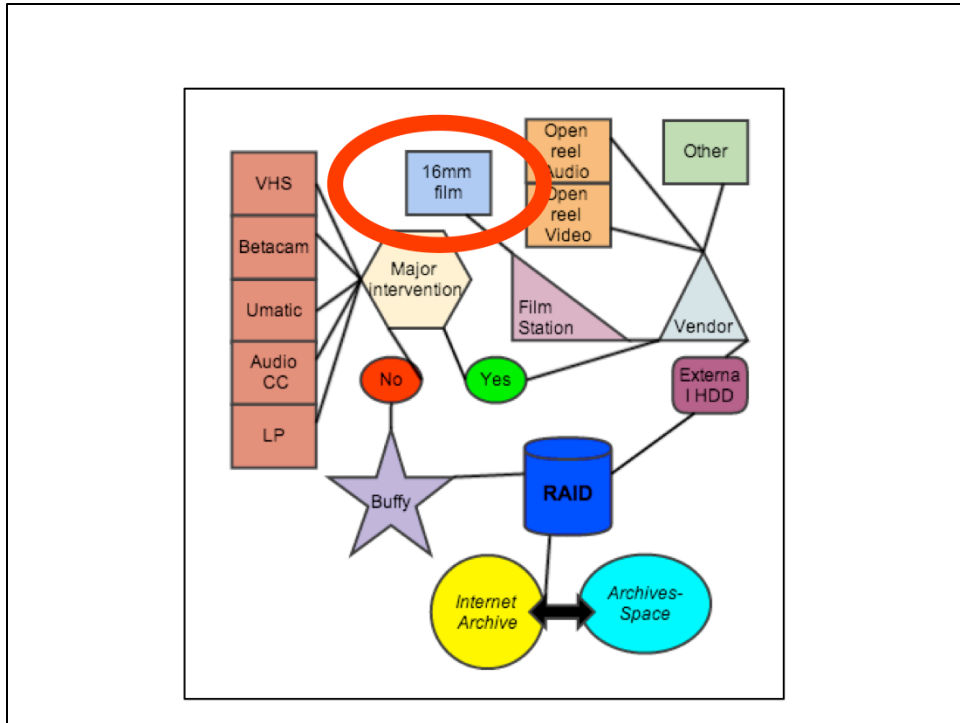 VHS
Betacam
Umatic
Audio
CC
LP
16mm
film
Open
reel
Audio
Open
reel
Video
Other
Major
intervention
Film
Station
Vendor
No
Yes
Externa
l HDD
Buffy
RAID
Internet
Archive
Archives-
Space